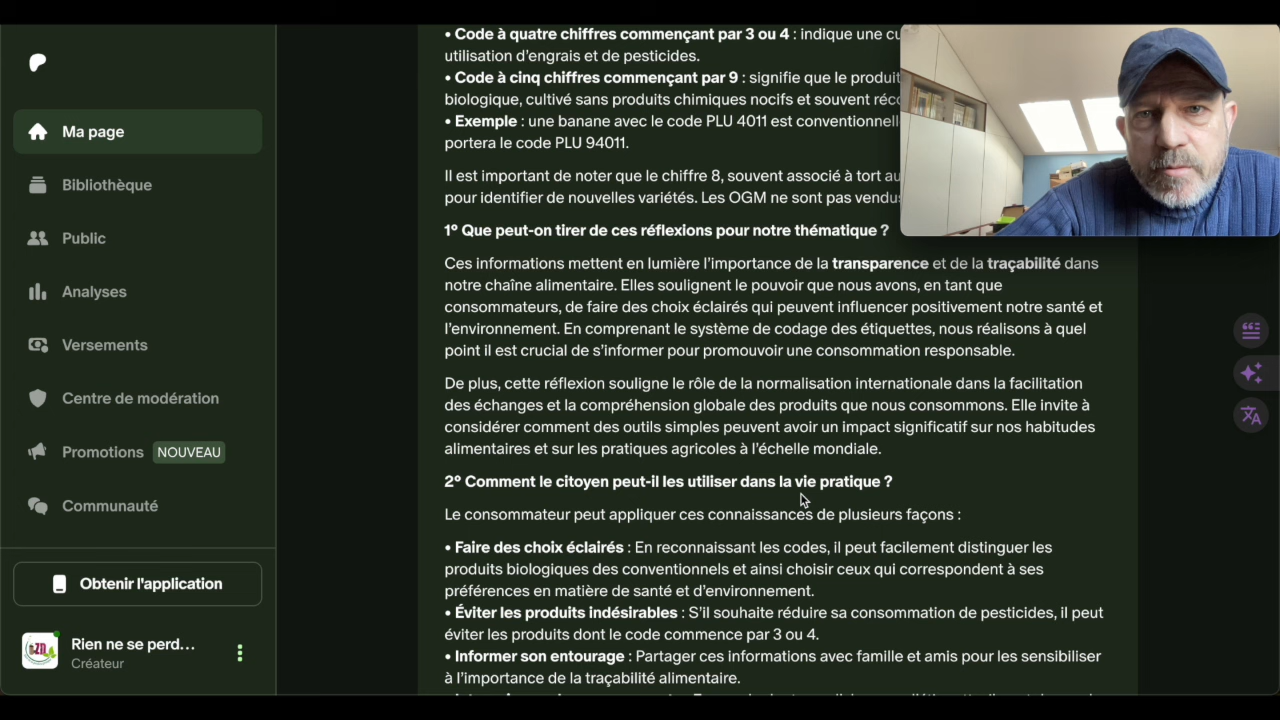 Ma page
Bibliothèque
Public
Analyses
Versements
Centre de modération
Promotions NOUVEAU
Communauté
Obtenir l'application
Rien ne se perd…
Créateur
• Code à quatre chiffres commençant par 3 ou 4 : indique une
utilisation d’engrais et de pesticides.
• Code à cinq chiffres commençant par 9 : signifie que le produit
biologique, cultivé sans produits chimiques nocifs et souvent
• Exemple : une banane avec le code PLU 4011 est conventionnelle
portera le code PLU 94011.
Il est important de noter que le chiffre 8, souvent associé à tort
pour identifier de nouvelles variétés. Les OGM ne sont pas vendus
1° Que peut-on tirer de ces réflexions pour notre thématique ?
Ces informations mettent en lumière l’importance de la transparence et de la traçabilité dans
notre chaîne alimentaire. Elles soulignent le pouvoir que nous avons, en tant que
consommateurs, de faire des choix éclairés qui peuvent influencer positivement notre santé et
l’environnement. En comprenant le système de codage des étiquettes, nous réalisons à quel
point il est crucial de s’informer pour promouvoir une consommation responsable.
De plus, cette réflexion souligne le rôle de la normalisation internationale dans la facilitation
des échanges et la compréhension globale des produits que nous consommons. Elle invite à
considérer comment des outils simples peuvent avoir un impact significatif sur nos habitudes
alimentaires et sur les pratiques agricoles à l’échelle mondiale.
2° Comment le citoyen peut-il les utiliser dans la vie pratique ?
Le consommateur peut appliquer ces connaissances de plusieurs façons :
• Faire des choix éclairés : En reconnaissant les codes, il peut facilement distinguer les
produits biologiques des conventionnels et ainsi choisir ceux qui correspondent à ses
préférences en matière de santé et d’environnement.
• Éviter les produits indésirables : S’il souhaite réduire sa consommation de pesticides, il peut
éviter les produits dont le code commence par 3 ou 4.
• Informer son entourage : Partager ces informations avec famille et amis pour les sensibiliser
à l’importance de la traçabilité alimentaire.